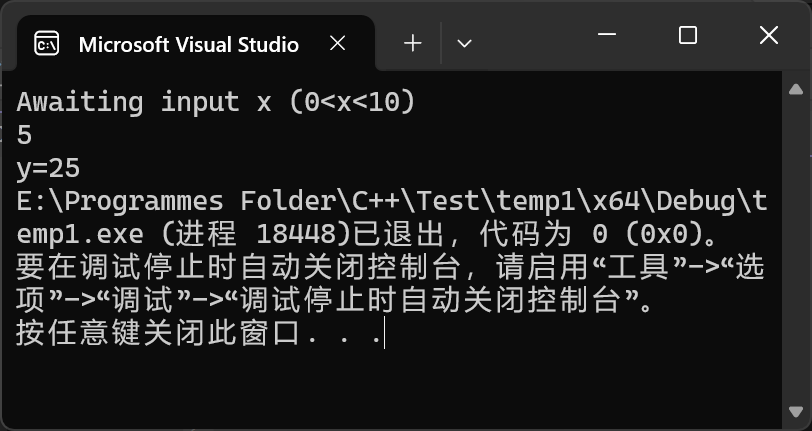 Microsoft Visual Studio
Awaiting input x (0<x<10)
5
y=25
E:\Programmes Folder\C++\Test\temp1\x64\Debug\t
emp1.exe (进程 18448)已退出，代码为 0 (0x0)。
要在调试停止时自动关闭控制台，请启用“工具”->“选
项”->“调试”->“调试停止时自动关闭控制台”。
按任意键关闭此窗口. . .